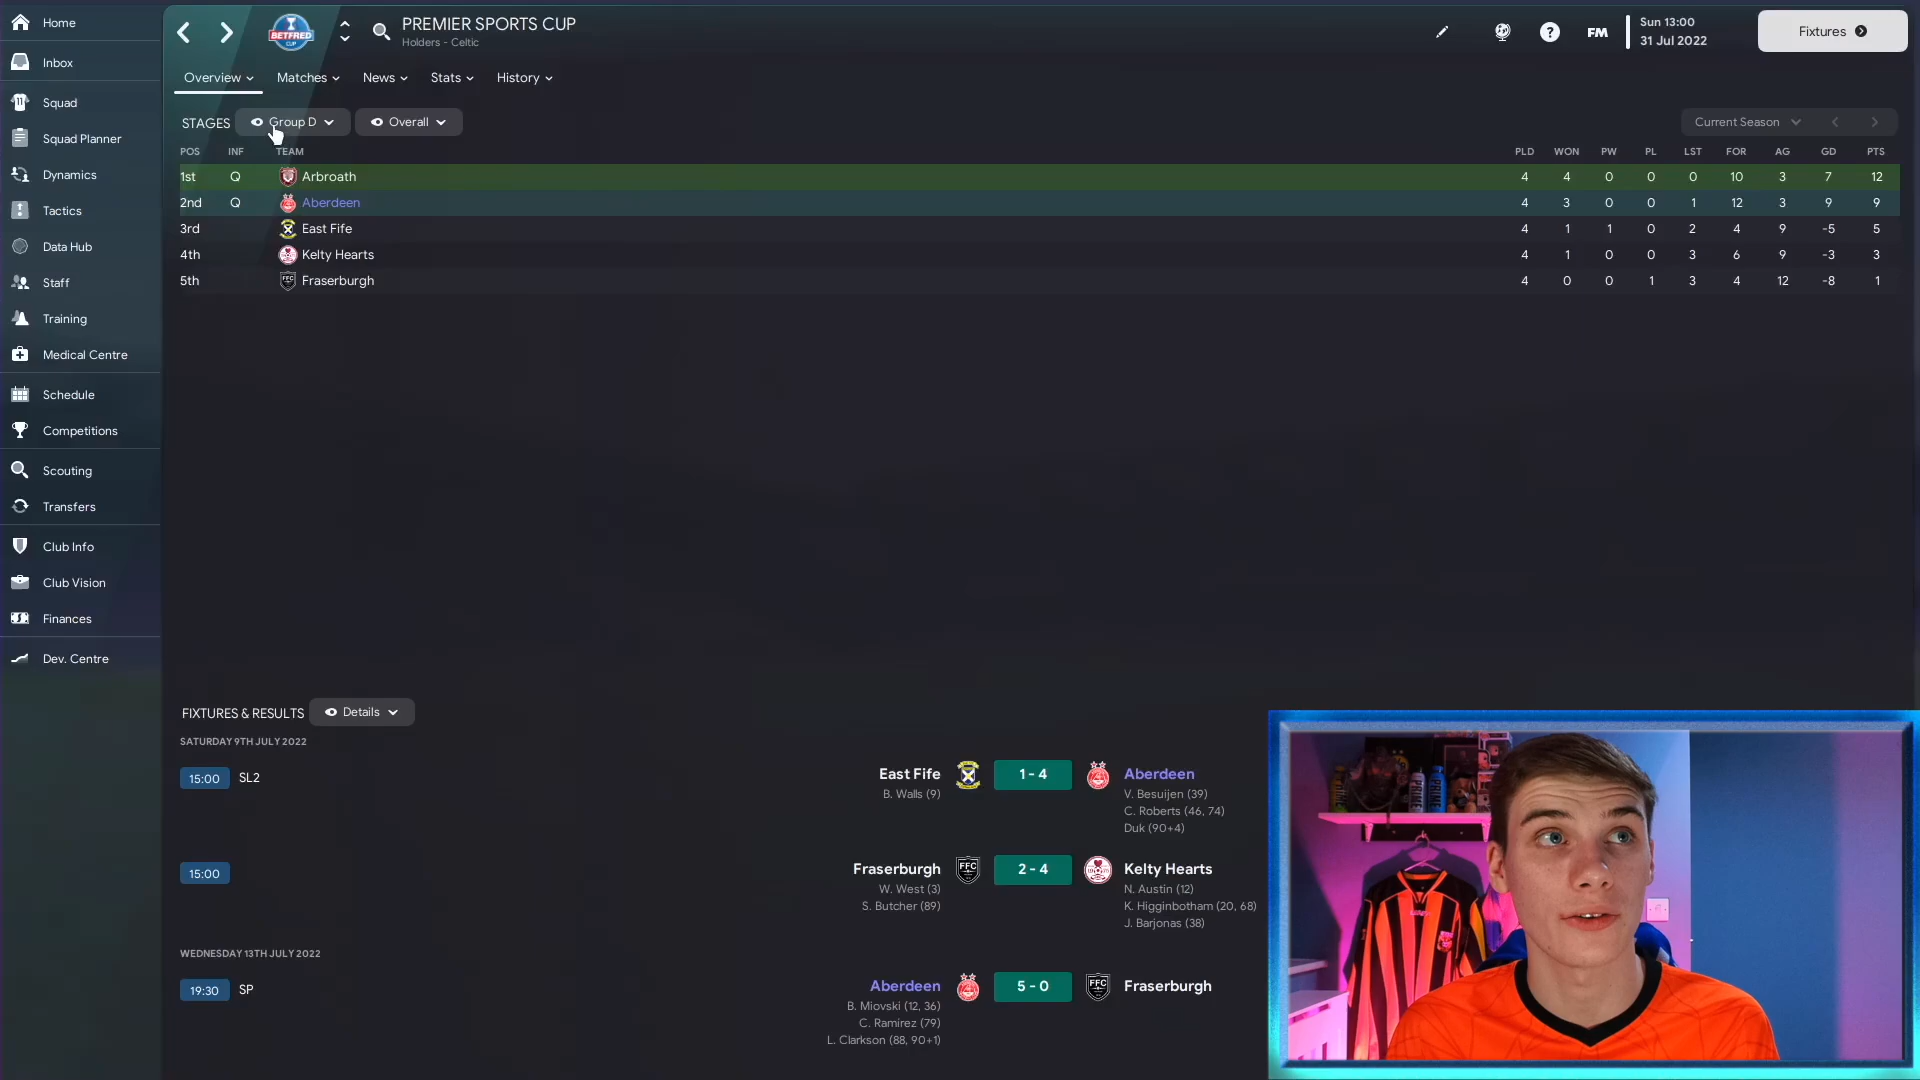 Home
Inbox
Squad
Squad Planner
Dynamics
Tactics
Data Hub
Staff
Training
Medical Centre
Schedule
Competitions
Scouting
Transfers
Club Info
Club Vision
Finances
Dev. Centre
BETFRED CUP
PREMIER SPORTS CUP
Holders - Celtic
FM
Sun 13:00
31 Jul 2022
Fixtures
Overview Matches News Stats History
STAGES Group D Overall Current Season
POS INF TEAM PLD WON PW PL LST FOR AG GD PTS
1st Q Arbroath 4 4 0 0 0 10 3 7 12
2nd Q Aberdeen 4 3 0 0 1 12 3 9 9
3rd East Fife 4 1 1 0 2 4 9 -5 5
4th Kelty Hearts 4 1 0 0 3 6 9 -3 3
5th Fraserburgh 4 0 0 1 3 4 12 -8 1
FIXTURES & RESULTS Details
SATURDAY 9TH JULY 2022
15:00 SL2 East Fife 1 - 4 Aberdeen
B. Walls (9) V. Besuijen (39)
C. Roberts (46, 74)
Duk (90+4)
15:00 Fraserburgh FFC 2 - 4 Kelty Hearts
W. West (3) N. Austin (12)
S. Butcher (89) K. Higginbotham (20, 68)
J. Barjonas (38)
WEDNESDAY 13TH JULY 2022
19:30 SP Aberdeen 5 - 0 FFC Fraserburgh
B. Miovski (12, 36)
C. Ramirez (79)
L. Clarkson (88, 90+1)